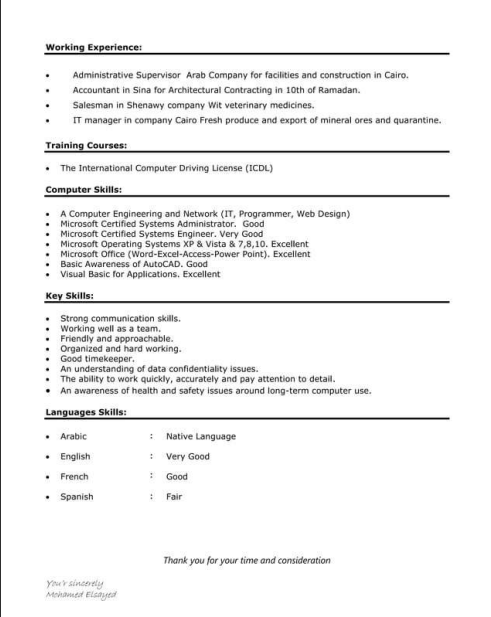 Working Experience:
• Administrative Supervisor Arab Company for facilities and construction in Cairo.
• Accountant in Sina for Architectural Contracting in 10th of Ramadan.
• Salesman in Shenawy company Wit veterinary medicines.
• IT manager in company Cairo Fresh produce and export of mineral ores and quarantine.
Training Courses:
• The International Computer Driving License (ICDL)
Computer Skills:
• A Computer Engineering and Network (IT, Programmer, Web Design)
• Microsoft Certified Systems Administrator. Good
• Microsoft Certified Systems Engineer. Very Good
• Microsoft Operating Systems XP & Vista & 7,8,10. Excellent
• Microsoft Office (Word-Excel-Access-Power Point). Excellent
• Basic Awareness of AutoCAD. Good
• Visual Basic for Applications. Excellent
Key Skills:
• Strong communication skills.
• Working well as a team.
• Friendly and approachable.
• Organized and hard working.
• Good timekeeper.
• An understanding of data confidentiality issues.
• The ability to work quickly, accurately and pay attention to detail.
• An awareness of health and safety issues around long-term computer use.
Languages Skills:
• Arabic : Native Language
• English : Very Good
• French : Good
• Spanish : Fair
Thank you for your time and consideration
You'r sincerely
Mohamed Elsayed